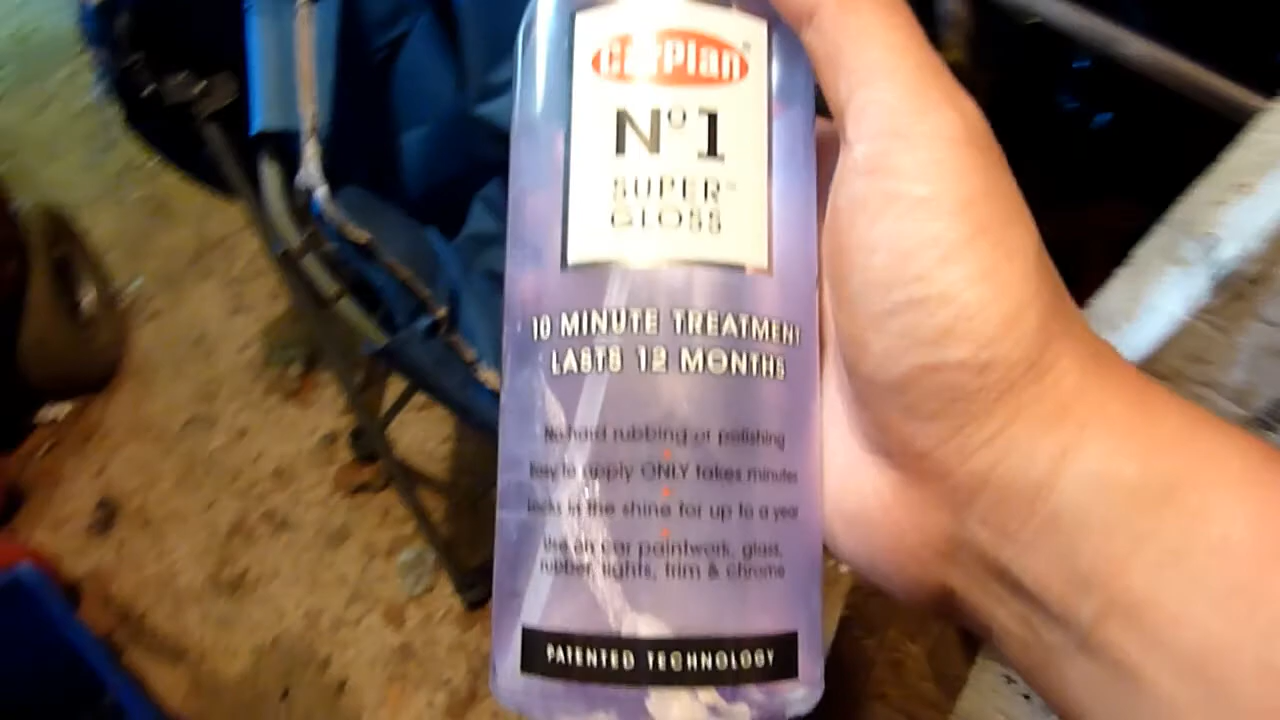 CarPlan®
Nº1
SUPER™
GLOSS
10 MINUTE TREATMENT
LASTS 12 MONTHS
No hard rubbing or polishing
Easy to apply ONLY takes minutes
Locks in the shine for up to a year
Use on car paintwork, glass,
rubber, lights, trim & chrome
PATENTED TECHNOLOGY